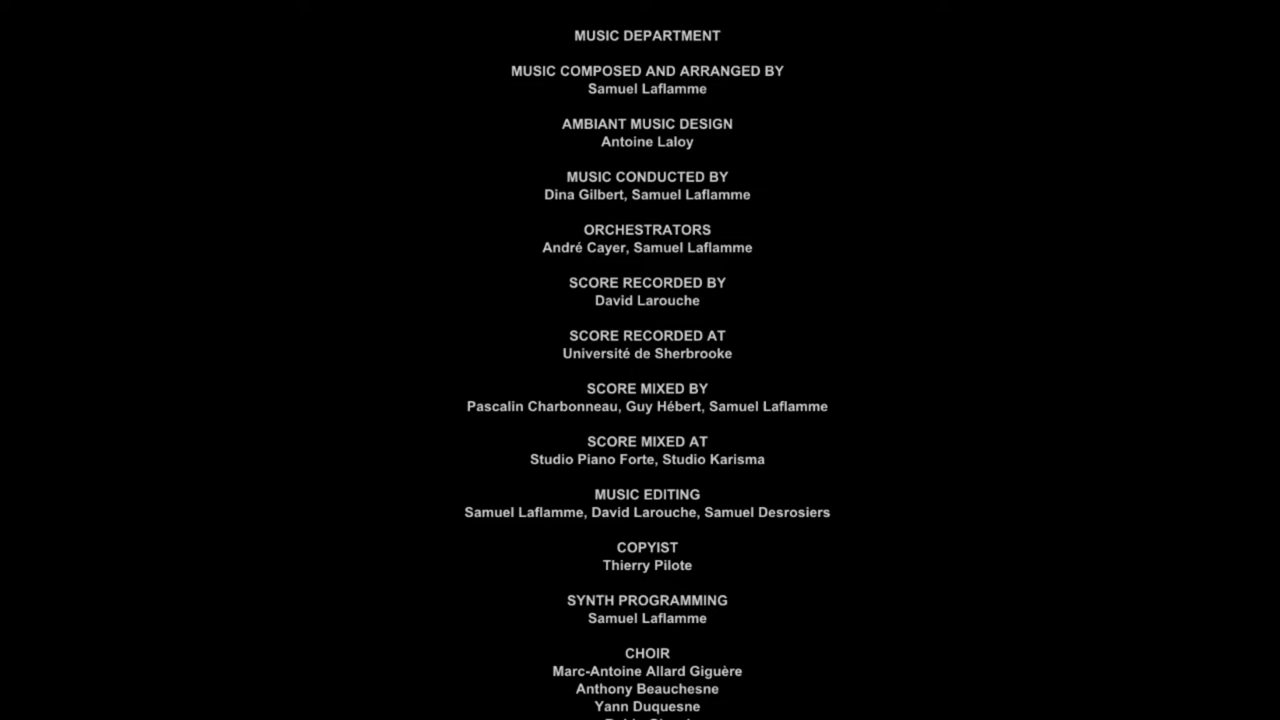 MUSIC DEPARTMENT
MUSIC COMPOSED AND ARRANGED BY
Samuel Laflamme
AMBIANT MUSIC DESIGN
Antoine Laloy
MUSIC CONDUCTED BY
Dina Gilbert, Samuel Laflamme
ORCHESTRATORS
André Cayer, Samuel Laflamme
SCORE RECORDED BY
David Larouche
SCORE RECORDED AT
Université de Sherbrooke
SCORE MIXED BY
Pascalin Charbonneau, Guy Hébert, Samuel Laflamme
SCORE MIXED AT
Studio Piano Forte, Studio Karisma
MUSIC EDITING
Samuel Laflamme, David Larouche, Samuel Desrosiers
COPYIST
Thierry Pilote
SYNTH PROGRAMMING
Samuel Laflamme
CHOIR
Marc-Antoine Allard Giguère
Anthony Beauchesne
Yann Duquesne